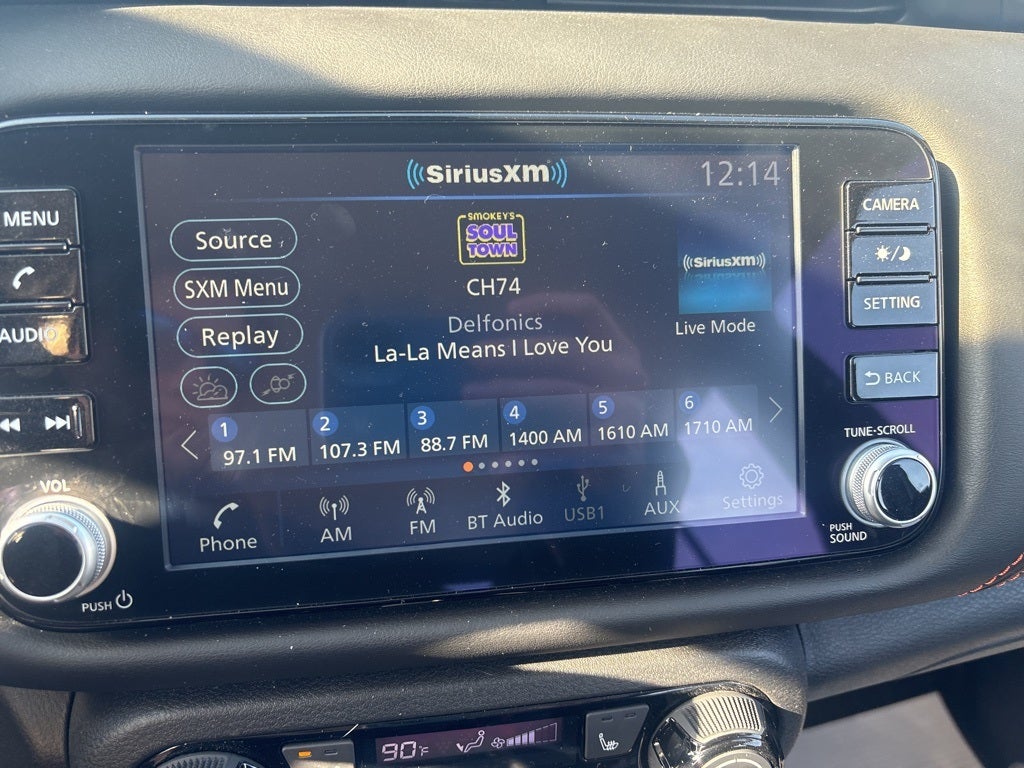 SiriusXM
12:14
MENU
AUDIO
VOL
PUSH
Source
SXM Menu
Replay
SMOKEY'S
SOUL
TOWN
CH74
Delfonics
La-La Means I Love You
SiriusXM
Live Mode
1 97.1 FM
2 107.3 FM
3 88.7 FM
4 1400 AM
5 1610 AM
6 1710 AM
Phone
AM
FM
BT Audio
USB1
AUX
Settings
CAMERA
SETTING
BACK
TUNE·SCROLL
PUSH
SOUND
90°F